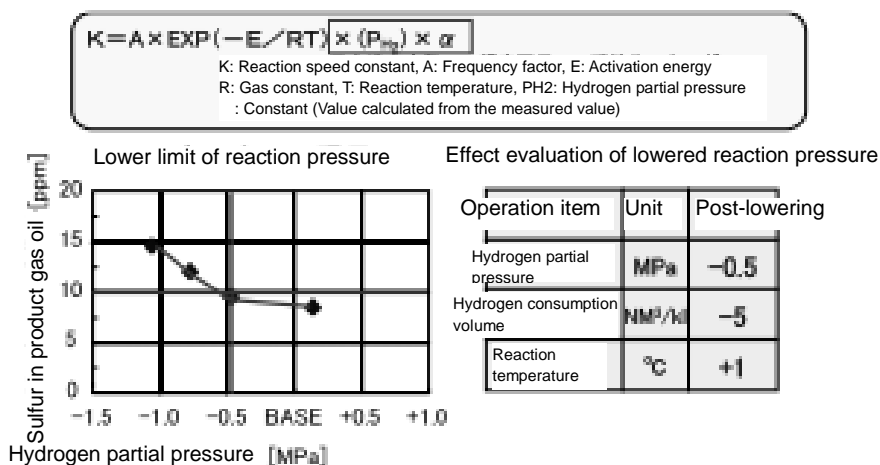 K=A×EXP(−E/RT)×(PH2)×α
K: Reaction speed constant, A: Frequency factor, E: Activation energy
R: Gas constant, T: Reaction temperature, PH2: Hydrogen partial pressure
: Constant (Value calculated from the measured value)
Lower limit of reaction pressure
Effect evaluation of lowered reaction pressure
Sulfur in product gas oil [ppm]
20
15
10
5
0
−1.5 −1.0 −0.5 BASE +0.5 +1.0
Hydrogen partial pressure [MPa]
Operation item Unit Post-lowering
Hydrogen partial
pressure
MPa −0.5
Hydrogen consumption
volume
NM³/kl −5
Reaction
temperature
℃ +1